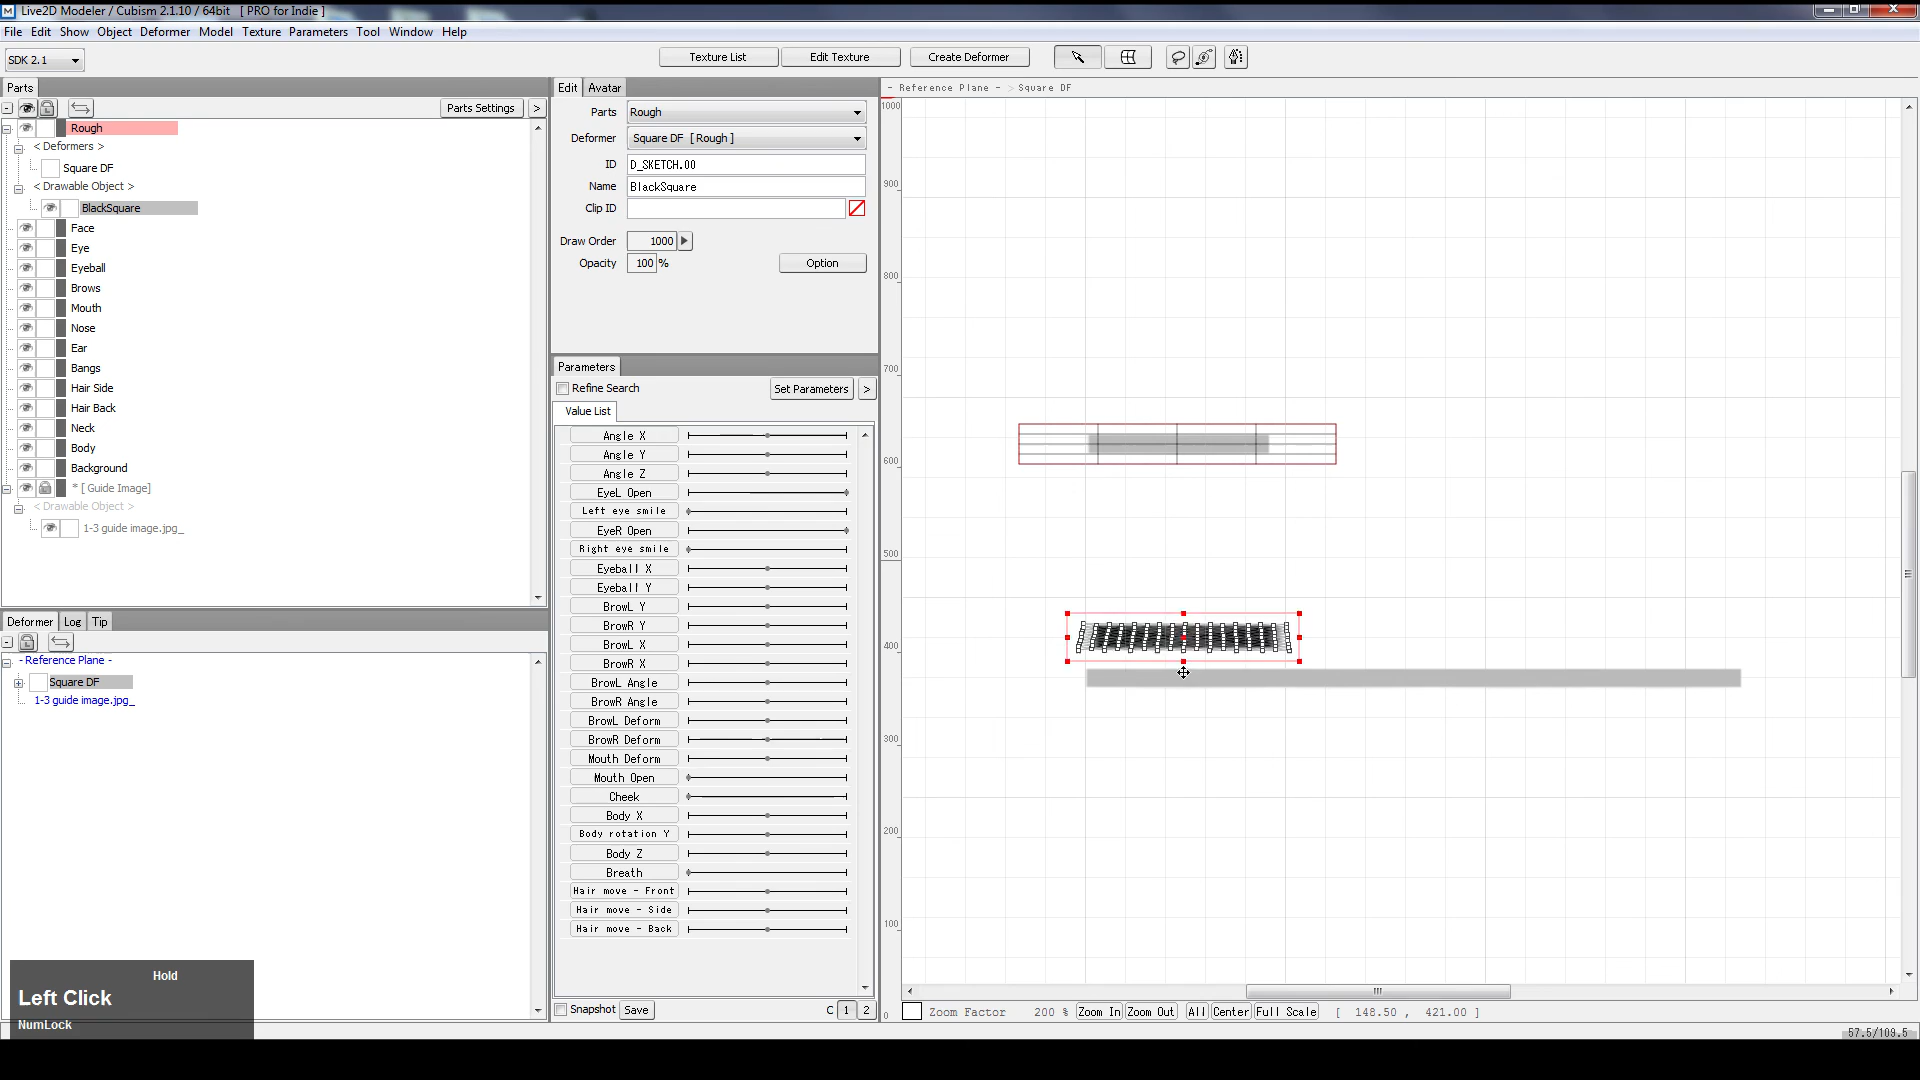 Live2D Modeler / Cubism 2.1.10 / 64bit   [ PRO for Indie ]
File Edit Show Object Deformer Model Texture Parameters Tool Window Help
SDK 2.1
Texture List Edit Texture Create Deformer
Parts
Parts Settings >
Rough
< Deformers >
Square DF
< Drawable Object >
BlackSquare
Face
Eye
Eyeball
Brows
Mouth
Nose
Ear
Bangs
Hair Side
Hair Back
Neck
Body
Background
* [ Guide Image]
< Drawable Object >
1-3 guide image.jpg_
Deformer Log Tip
- Reference Plane -
Square DF
1-3 guide image.jpg_
Hold
Left Click
NumLock
Edit Avatar
Parts Rough
Deformer Square DF [ Rough ]
ID D_SKETCH.00
Name BlackSquare
Clip ID
Draw Order 1000
Opacity 100 % Option
Parameters
Refine Search Set Parameters >
Value List
Angle X
Angle Y
Angle Z
EyeL Open
Left eye smile
EyeR Open
Right eye smile
Eyeball X
Eyeball Y
BrowL Y
BrowR Y
BrowL X
BrowR X
BrowL Angle
BrowR Angle
BrowL Deform
BrowR Deform
Mouth Deform
Mouth Open
Cheek
Body X
Body rotation Y
Body Z
Breath
Hair move - Front
Hair move - Side
Hair move - Back
Snapshot Save C 1 2
- Reference Plane - > Square DF
1000
900
800
700
600
500
400
300
200
100
0
Zoom Factor 200 % Zoom In Zoom Out All Center Full Scale [ 148.50 , 421.00 ]
57.5/109.5